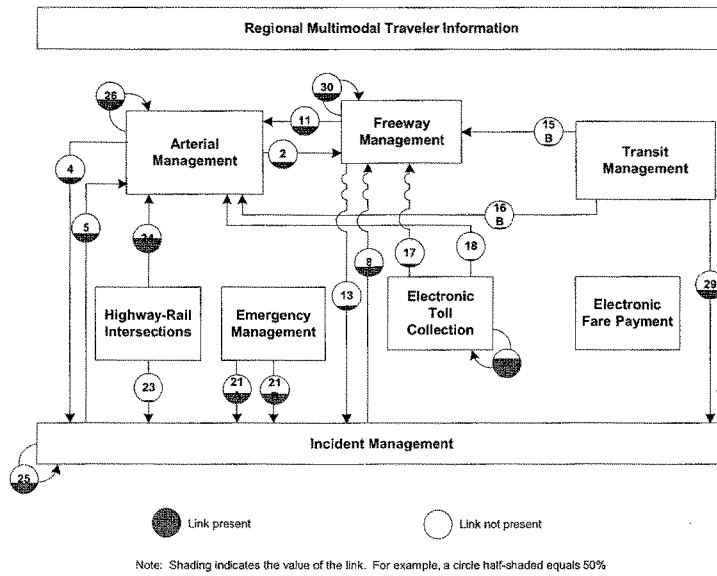 Regional Multimodal Traveler Information
26
30
11
Arterial
Management
Freeway
Management
15
B
Transit
Management
2
4
5
16
B
24
8
17
18
13
29
Highway-Rail
Intersections
Emergency
Management
Electronic
Toll
Collection
Electronic
Fare Payment
23
21
A
21
B
Incident Management
25
Link present
Link not present
Note: Shading indicates the value of the link. For example, a circle half-shaded equals 50%